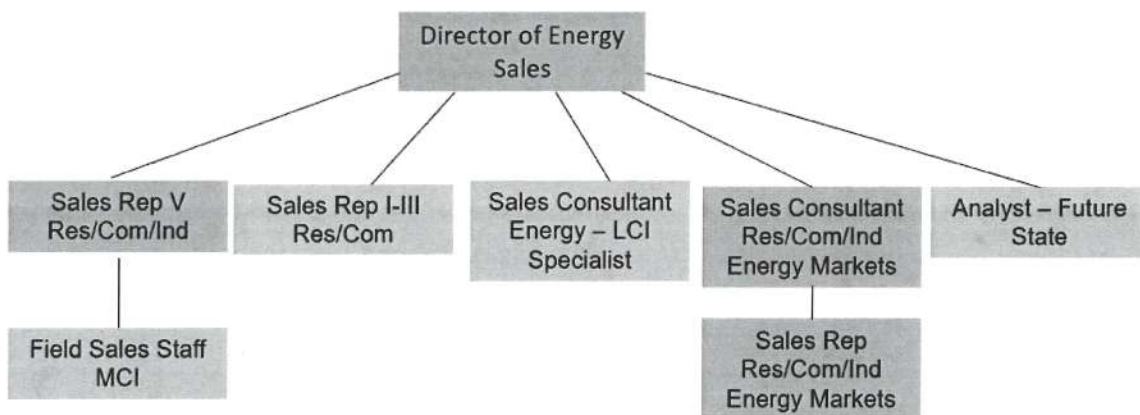 Director of Energy
Sales
Sales Rep V
Res/Com/Ind
Sales Rep I-III
Res/Com
Sales Consultant
Energy – LCI
Specialist
Sales Consultant
Res/Com/Ind
Energy Markets
Analyst – Future
State
Field Sales Staff
MCI
Sales Rep
Res/Com/Ind
Energy Markets